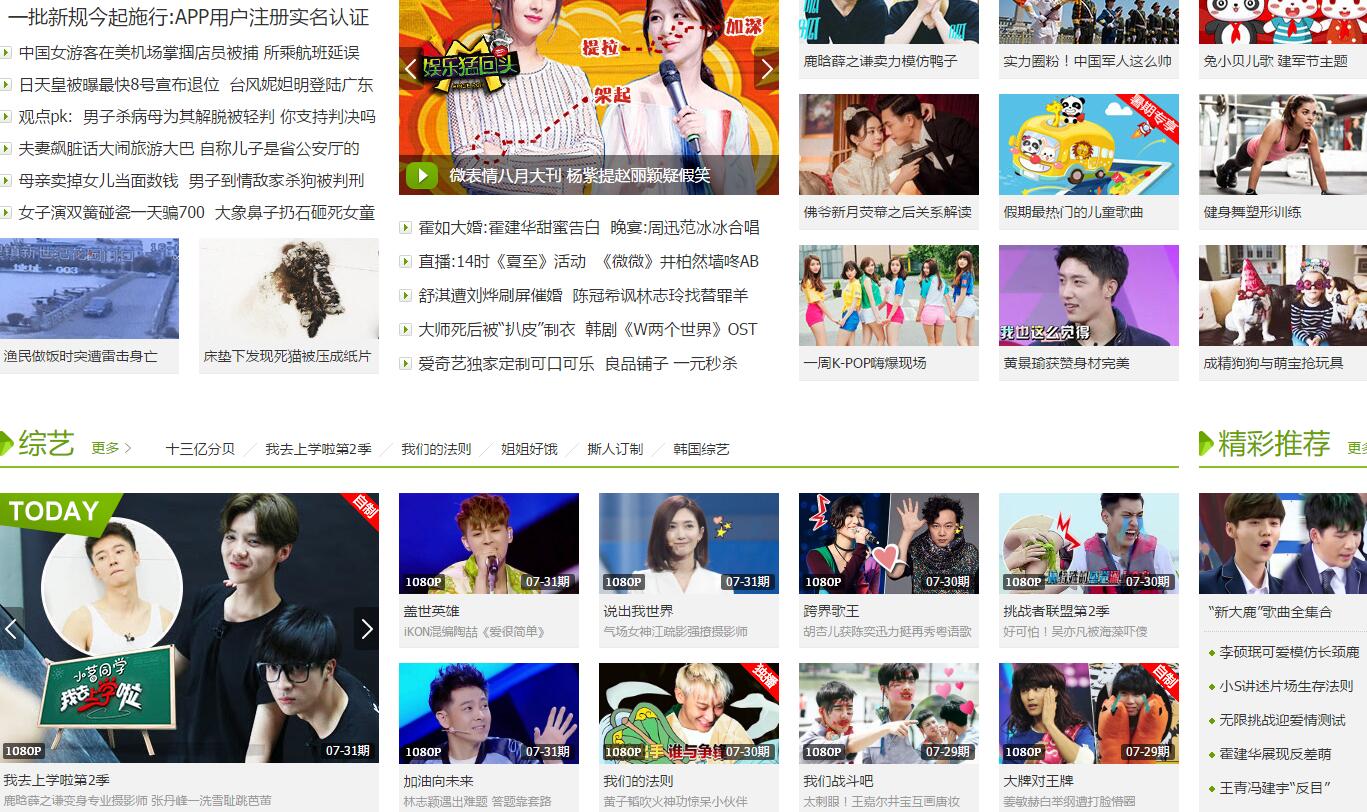 一批新规今起施行:APP用户注册实名认证
中国女游客在美机场掌掴店员被捕 所乘航班延误
日天皇被曝最快8号宣布退位 台风妮妲明登陆广东
观点pk: 男子杀病母为其解脱被轻判 你支持判决吗
夫妻飙脏话大闹旅游大巴 自称儿子是省公安厅的
母亲卖掉女儿当面数钱 男子到情敌家杀狗被判刑
女子演双簧碰瓷一天骗700 大象鼻子扔石砸死女童
渔民做饭时突遭雷击身亡
床垫下发现死猫被压成纸片
加深
提拉
架起
娱乐猛回头
微表情八月大刊 杨紫提赵丽颖疑假笑
霍如大婚:霍建华甜蜜告白 晚宴:周迅范冰冰合唱
直播:14时《夏至》活动 《微微》井柏然墙咚AB
舒淇遭刘烨刷屏催婚 陈冠希讽林志玲找替罪羊
大师死后被“扒皮”制衣 韩剧《W两个世界》OST
爱奇艺独家定制可口可乐 良品铺子 一元秒杀
鹿晗薛之谦卖力模仿鸭子
实力圈粉！中国军人这么帅
兔小贝儿歌 建军节主题
暑期专享
佛爷新月荧幕之后关系解读
假期最热门的儿童歌曲
健身舞塑形训练
我也这么觉得
一周K-POP嗨爆现场
黄景瑜获赞身材完美
成精狗狗与萌宝抢玩具
综艺
更多
十三亿分贝
我去上学啦第2季
我们的法则
姐姐好饿
撕人订制
韩国综艺
精彩推荐
TODAY
自制
小茗同学
我去上学啦
1080P
07-31期
我去上学啦第2季
鹿晗薛之谦变身专业摄影师 张丹峰一洗雪耻跳芭苗
1080P
07-31期
盖世英雄
iKON混编陶喆《爱很简单》
1080P
07-31期
说出我世界
气场女神江疏影强撩摄影师
1080P
07-30期
跨界歌王
胡杏儿获陈奕迅力挺再秀粤语歌
1080P
07-30期
挑战者联盟第2季
好可怕！吴亦凡被海藻吓傻
“新大鹿”歌曲全集合
李硕珉可爱模仿长颈鹿
小S讲述片场生存法则
无限挑战迎爱情测试
霍建华展现反差萌
王青冯建宇“反目”
1080P
07-31期
加油向未来
林志颖遇出难题 答题靠套路
独播
1080P
07-30期
我们的法则
黄子韬吹火神功惊呆小伙伴
1080P
07-29期
我们战斗吧
太刺眼！王嘉尔井宝互画唐妆
自制
1080P
07-29期
大牌对王牌
姜敏赫白举纲遭打脸懵圈